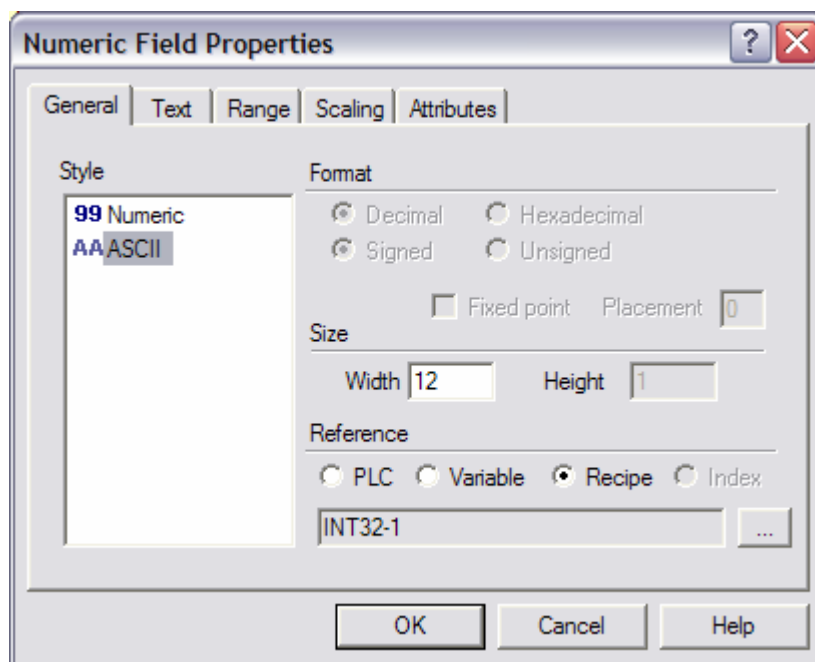 Numeric Field Properties
?
General Text Range Scaling Attributes
Style
99 Numeric
AA ASCII
Format
Decimal Hexadecimal
Signed Unsigned
Fixed point Placement 0
Size
Width 12 Height 1
Reference
PLC Variable Recipe Index
INT32-1 ...
OK Cancel Help